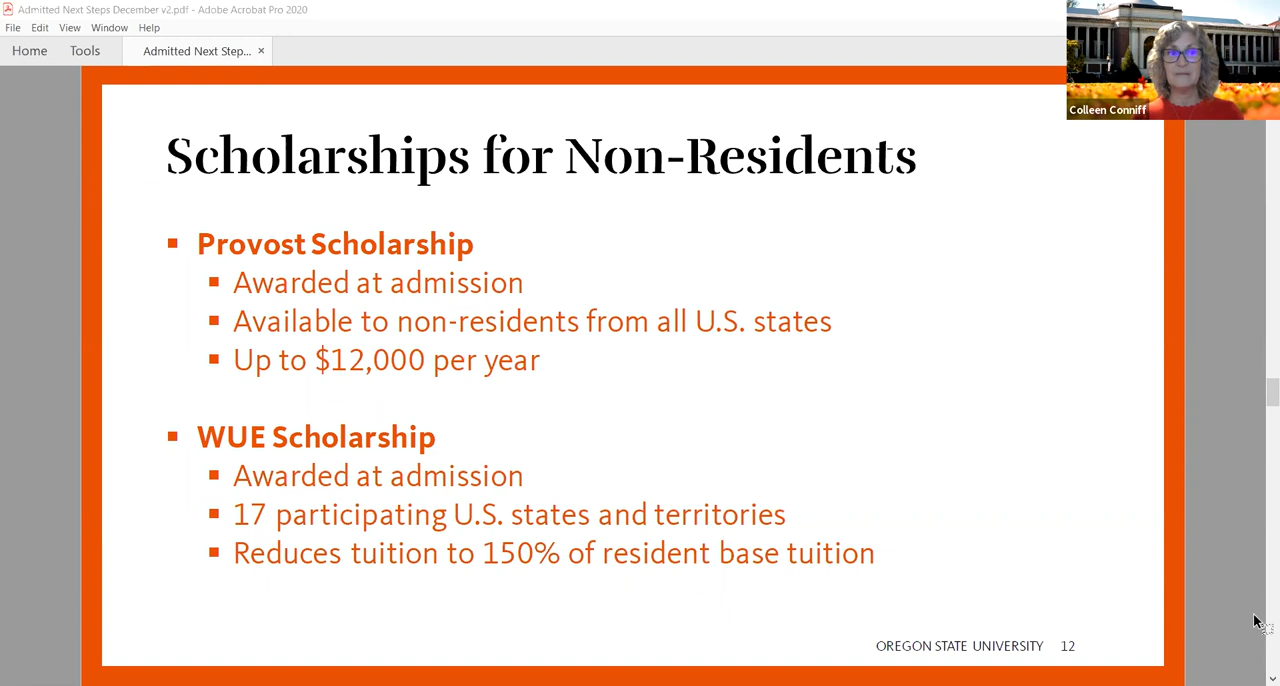 Admitted Next Steps December v2.pdf - Adobe Acrobat Pro 2020
File Edit View Window Help
Home Tools Admitted Next Step... ×
Colleen Conniff
Scholarships for Non-Residents
Provost Scholarship
Awarded at admission
Available to non-residents from all U.S. states
Up to $12,000 per year
WUE Scholarship
Awarded at admission
17 participating U.S. states and territories
Reduces tuition to 150% of resident base tuition
OREGON STATE UNIVERSITY 12